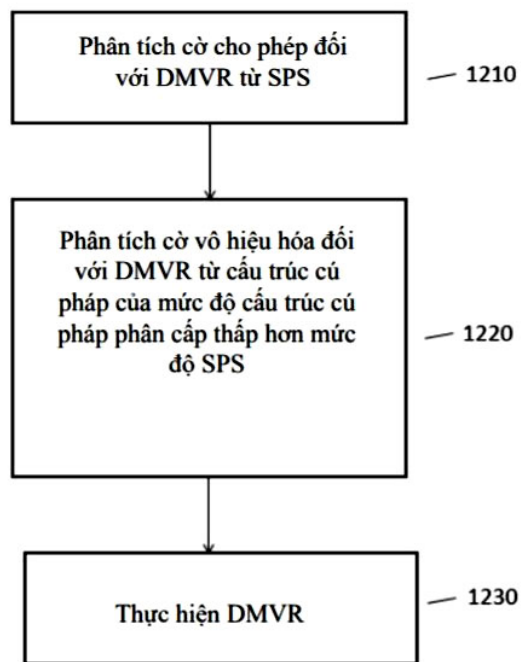 Phân tích cờ cho phép đối
với DMVR từ SPS
1210
Phân tích cờ vô hiệu hóa đối
với DMVR từ cấu trúc cú
pháp của mức độ cấu trúc cú
pháp phân cấp thấp hơn mức
độ SPS
1220
Thực hiện DMVR
1230